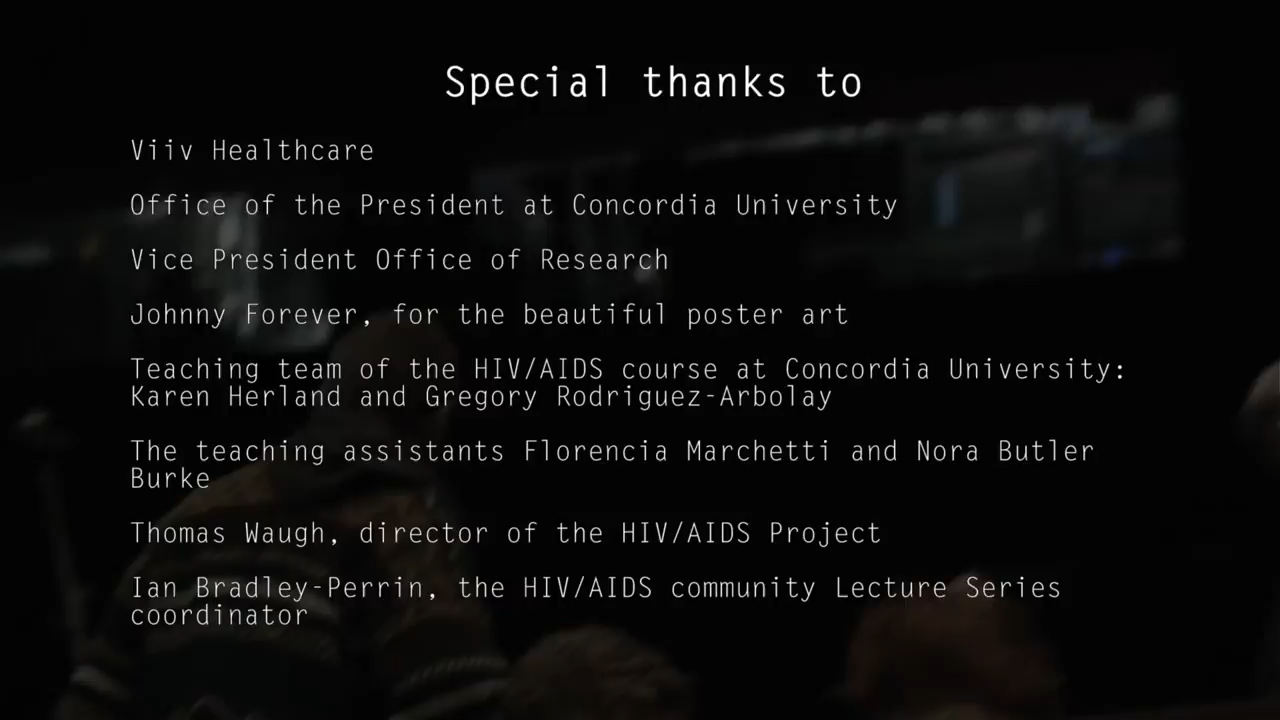 Special thanks to
Viiv Healthcare
Office of the President at Concordia University
Vice President Office of Research
Johnny Forever, for the beautiful poster art
Teaching team of the HIV/AIDS course at Concordia University:
Karen Herland and Gregory Rodriguez-Arbolay
The teaching assistants Florencia Marchetti and Nora Butler
Burke
Thomas Waugh, director of the HIV/AIDS Project
Ian Bradley-Perrin, the HIV/AIDS community Lecture Series
coordinator